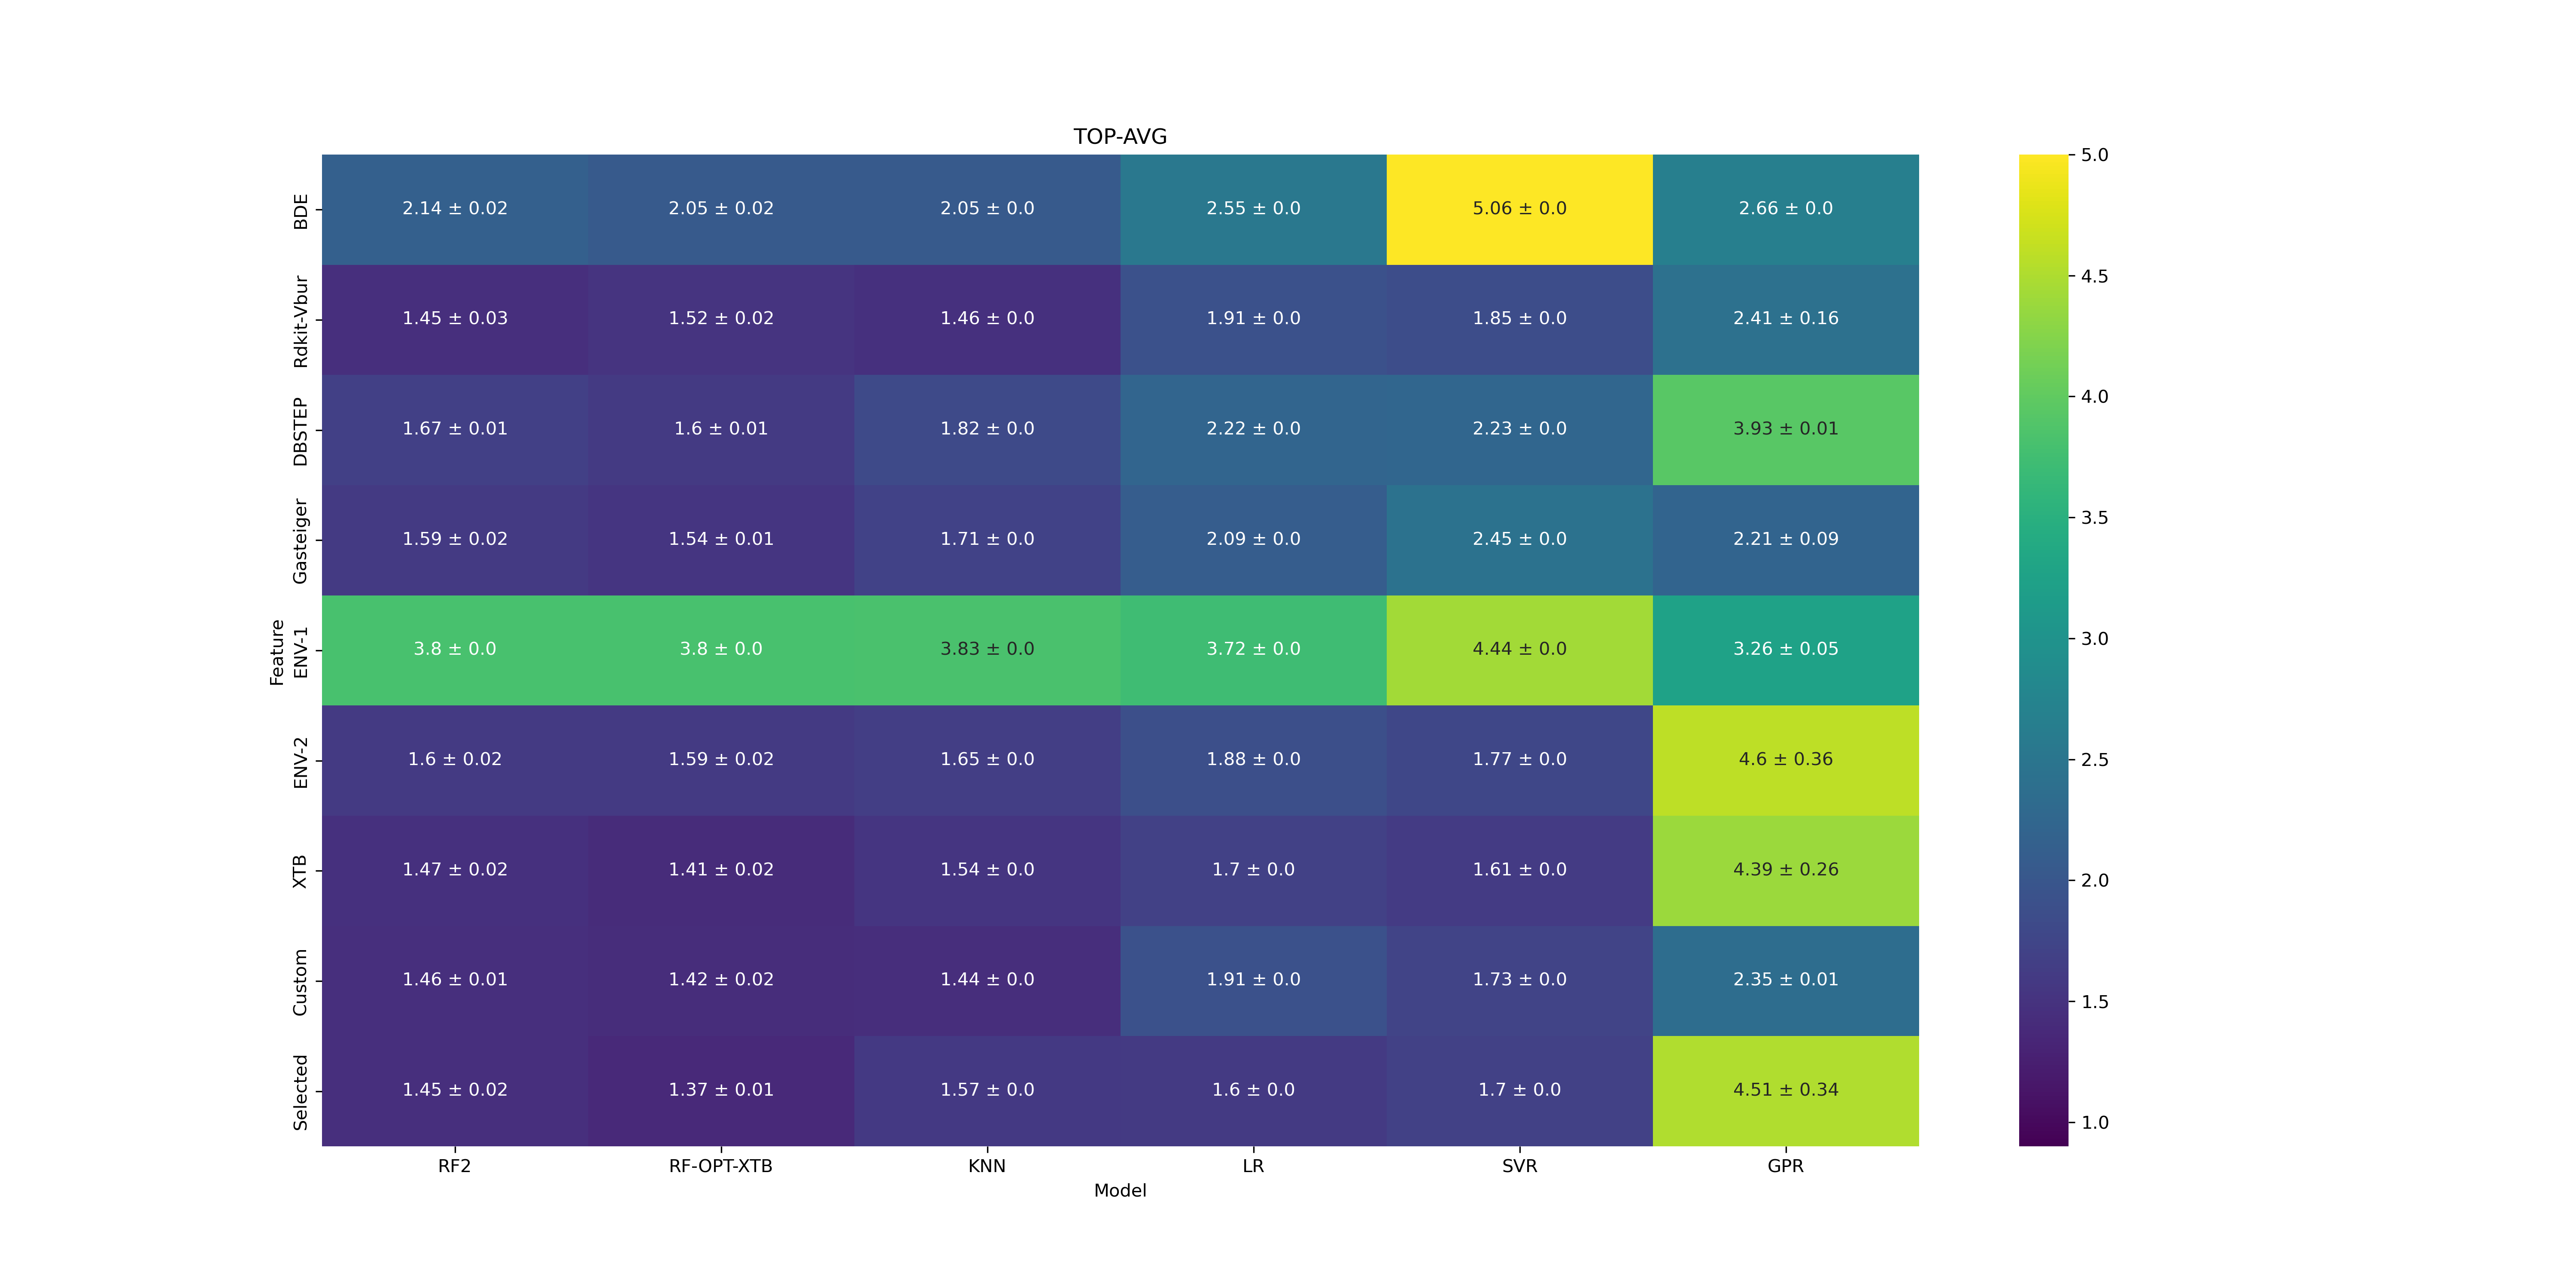 TOP-AVG
Feature
BDE 2.14 ± 0.02 2.05 ± 0.02 2.05 ± 0.0 2.55 ± 0.0 5.06 ± 0.0 2.66 ± 0.0
Rdkit-Vbur 1.45 ± 0.03 1.52 ± 0.02 1.46 ± 0.0 1.91 ± 0.0 1.85 ± 0.0 2.41 ± 0.16
DBSTEP 1.67 ± 0.01 1.6 ± 0.01 1.82 ± 0.0 2.22 ± 0.0 2.23 ± 0.0 3.93 ± 0.01
Gasteiger 1.59 ± 0.02 1.54 ± 0.01 1.71 ± 0.0 2.09 ± 0.0 2.45 ± 0.0 2.21 ± 0.09
ENV-1 3.8 ± 0.0 3.8 ± 0.0 3.83 ± 0.0 3.72 ± 0.0 4.44 ± 0.0 3.26 ± 0.05
ENV-2 1.6 ± 0.02 1.59 ± 0.02 1.65 ± 0.0 1.88 ± 0.0 1.77 ± 0.0 4.6 ± 0.36
XTB 1.47 ± 0.02 1.41 ± 0.02 1.54 ± 0.0 1.7 ± 0.0 1.61 ± 0.0 4.39 ± 0.26
Custom 1.46 ± 0.01 1.42 ± 0.02 1.44 ± 0.0 1.91 ± 0.0 1.73 ± 0.0 2.35 ± 0.01
Selected 1.45 ± 0.02 1.37 ± 0.01 1.57 ± 0.0 1.6 ± 0.0 1.7 ± 0.0 4.51 ± 0.34
RF2 RF-OPT-XTB KNN LR SVR GPR
Model
5.0
4.5
4.0
3.5
3.0
2.5
2.0
1.5
1.0